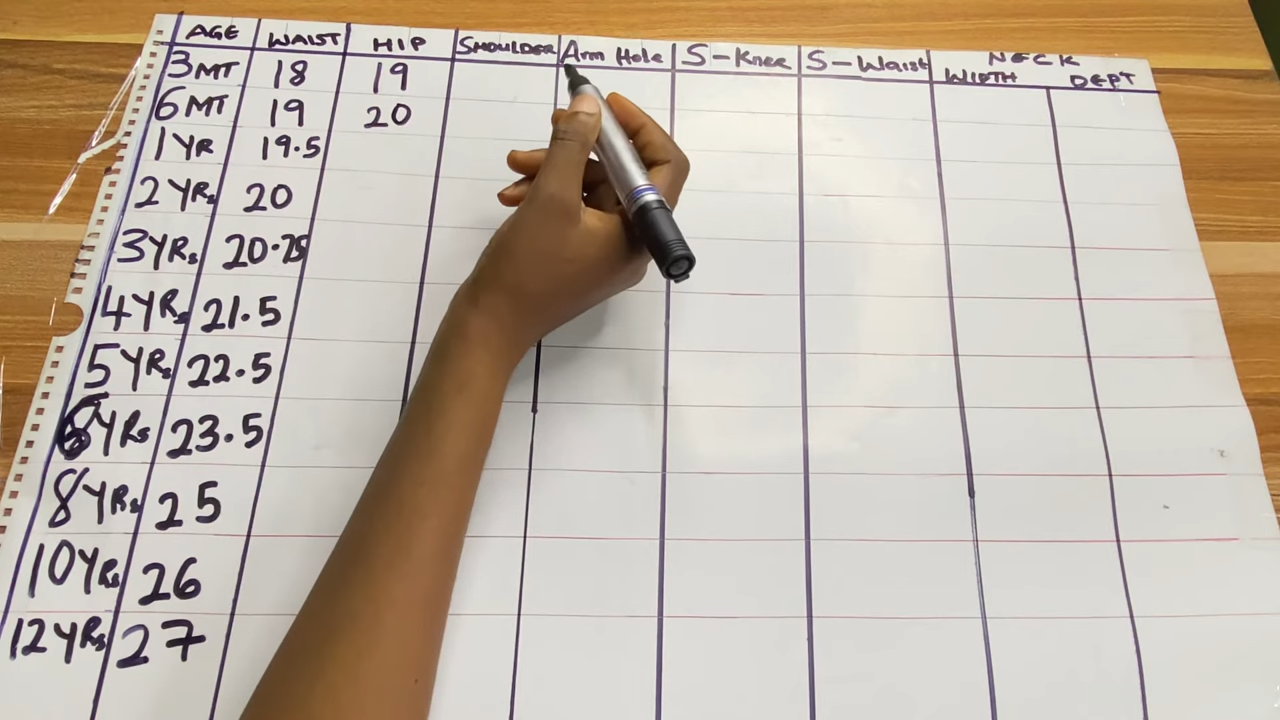 AGE WAIST HIP SHOULDER Arm Hole S-Knee S-Waist NECK
WIDTH DEPT
3MT 18 19
6MT 19 20
1YR 19.5
2YRs 20
3YRs 20.75
4YRs 21.5
5YRs 22.5
6YRs 23.5
8YRs 25
10YRs 26
12YRs 27